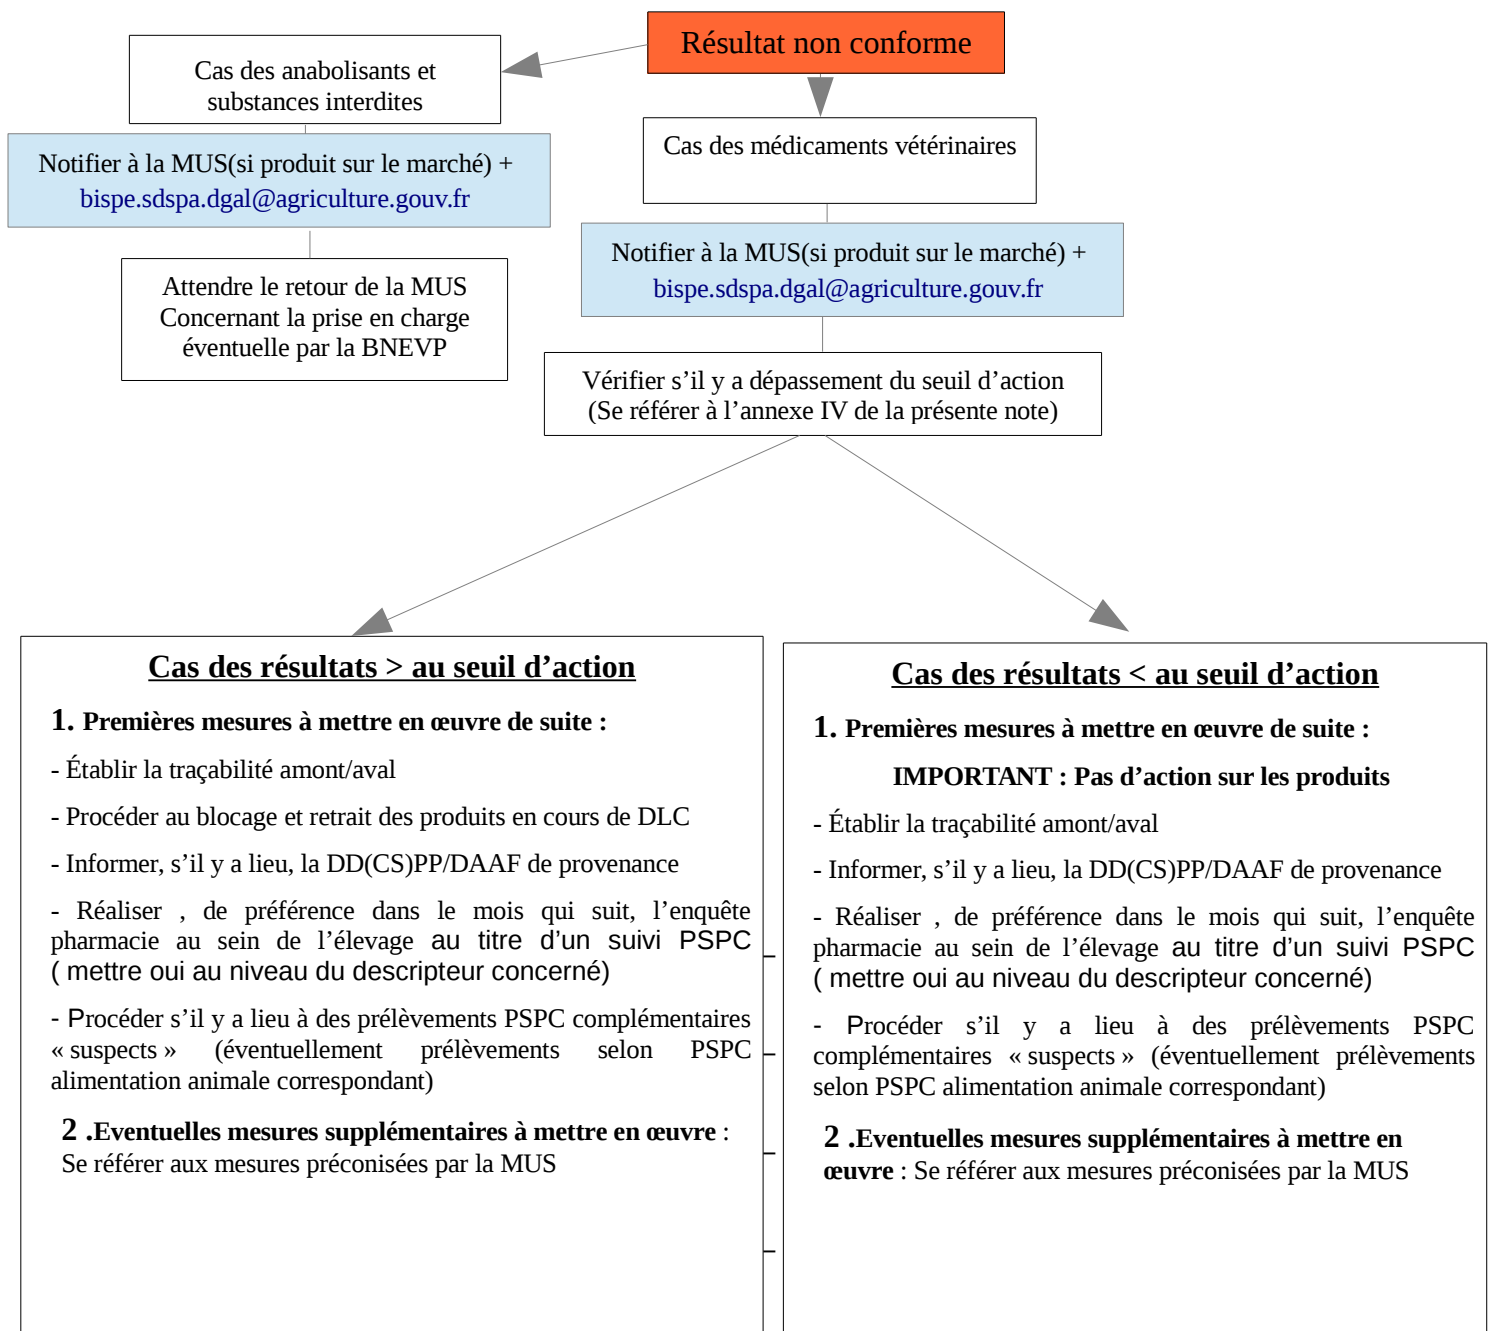 Résultat non conforme
Cas des anabolisants et
substances interdites
Notifier à la MUS(si produit sur le marché) +
bispe.sdspa.dgal@agriculture.gouv.fr
Attendre le retour de la MUS
Concernant la prise en charge
éventuelle par la BNEVP
Cas des médicaments vétérinaires
Notifier à la MUS(si produit sur le marché) +
bispe.sdspa.dgal@agriculture.gouv.fr
Vérifier s’il y a dépassement du seuil d’action
(Se référer à l’annexe IV de la présente note)
Cas des résultats > au seuil d’action
1. Premières mesures à mettre en œuvre de suite :
- Établir la traçabilité amont/aval
- Procéder au blocage et retrait des produits en cours de DLC
- Informer, s’il y a lieu, la DD(CS)PP/DAAF de provenance
- Réaliser , de préférence dans le mois qui suit, l’enquête
pharmacie au sein de l’élevage au titre d’un suivi PSPC
( mettre oui au niveau du descripteur concerné)
- Procéder s’il y a lieu à des prélèvements PSPC complémentaires
« suspects » (éventuellement prélèvements selon PSPC
alimentation animale correspondant)
2 .Eventuelles mesures supplémentaires à mettre en œuvre :
Se référer aux mesures préconisées par la MUS
Cas des résultats < au seuil d’action
1. Premières mesures à mettre en œuvre de suite :
IMPORTANT : Pas d’action sur les produits
- Établir la traçabilité amont/aval
- Informer, s’il y a lieu, la DD(CS)PP/DAAF de provenance
- Réaliser , de préférence dans le mois qui suit, l’enquête
pharmacie au sein de l’élevage au titre d’un suivi PSPC
( mettre oui au niveau du descripteur concerné)
- Procéder s’il y a lieu à des prélèvements PSPC
complémentaires « suspects » (éventuellement prélèvements
selon PSPC alimentation animale correspondant)
2 .Eventuelles mesures supplémentaires à mettre en
œuvre : Se référer aux mesures préconisées par la MUS